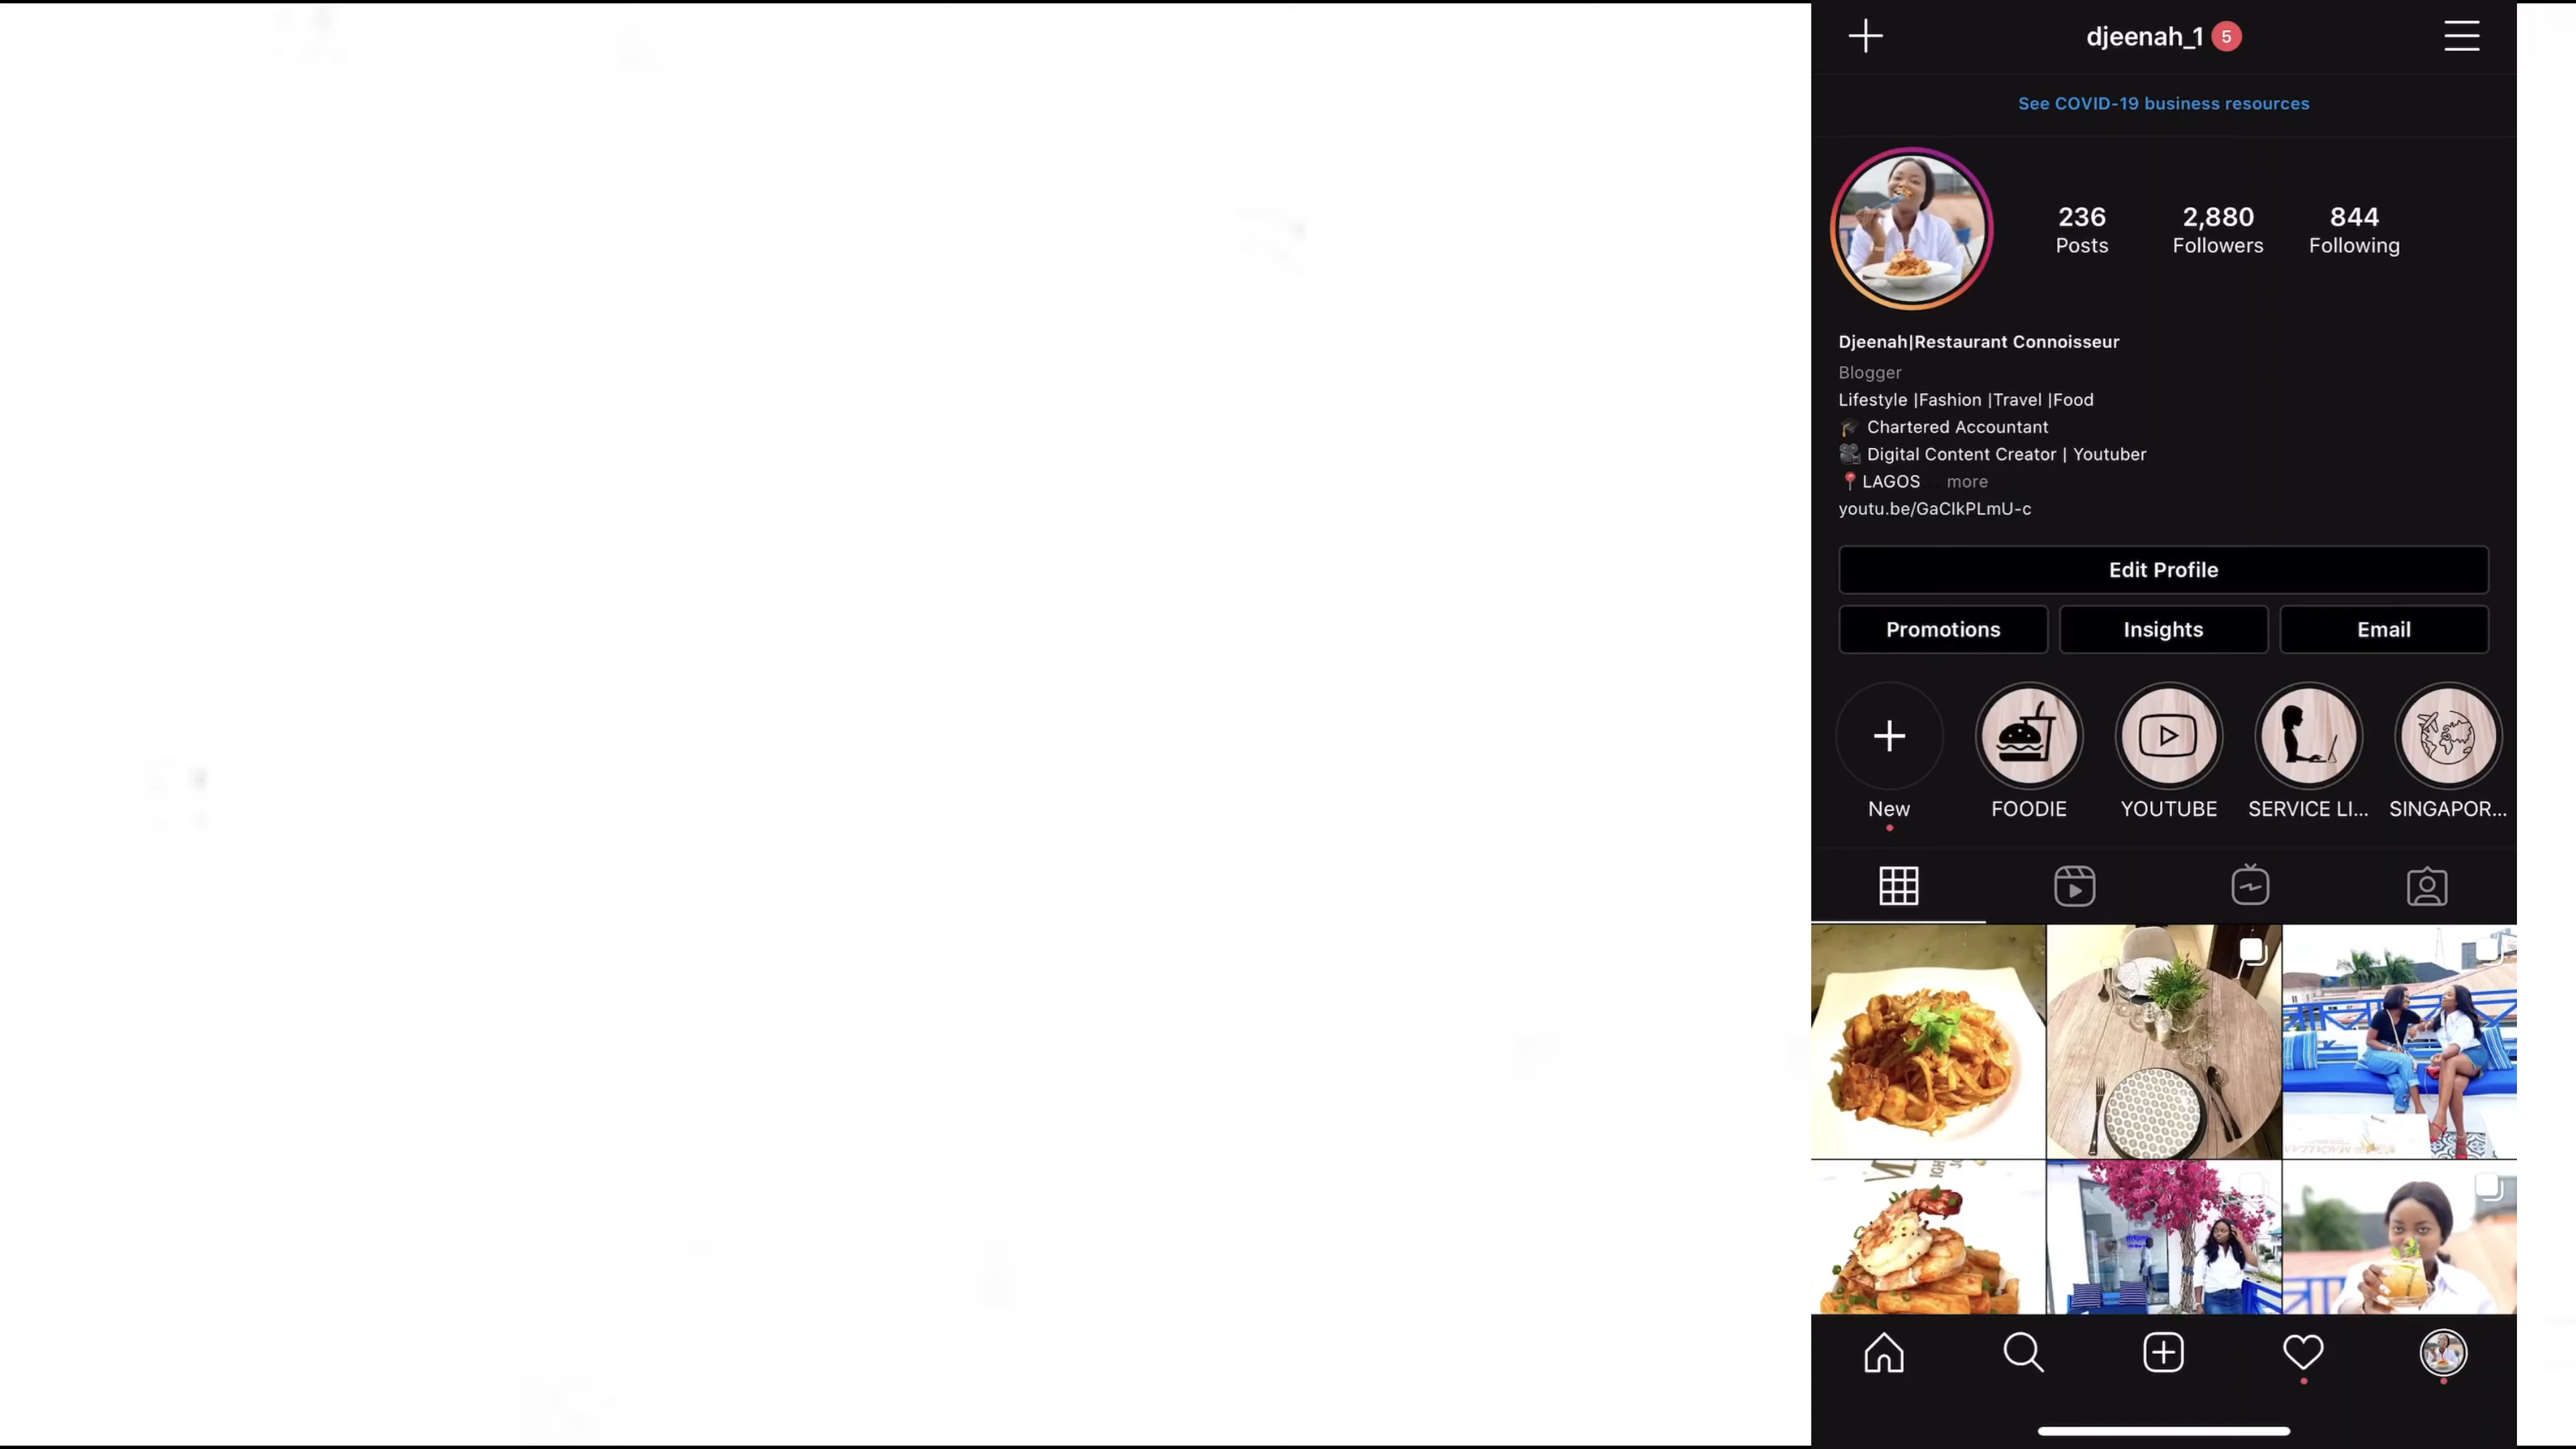 djeenah_1 5
See COVID-19 business resources
236 2,880 844
Posts Followers Following
Djeenah|Restaurant Connoisseur
Blogger
Lifestyle |Fashion |Travel |Food
🎓 Chartered Accountant
🎥 Digital Content Creator | Youtuber
📍LAGOS more
youtu.be/GaCIkPLmU-c
Edit Profile
Promotions Insights Email
New FOODIE YOUTUBE SERVICE LI... SINGAPOR...